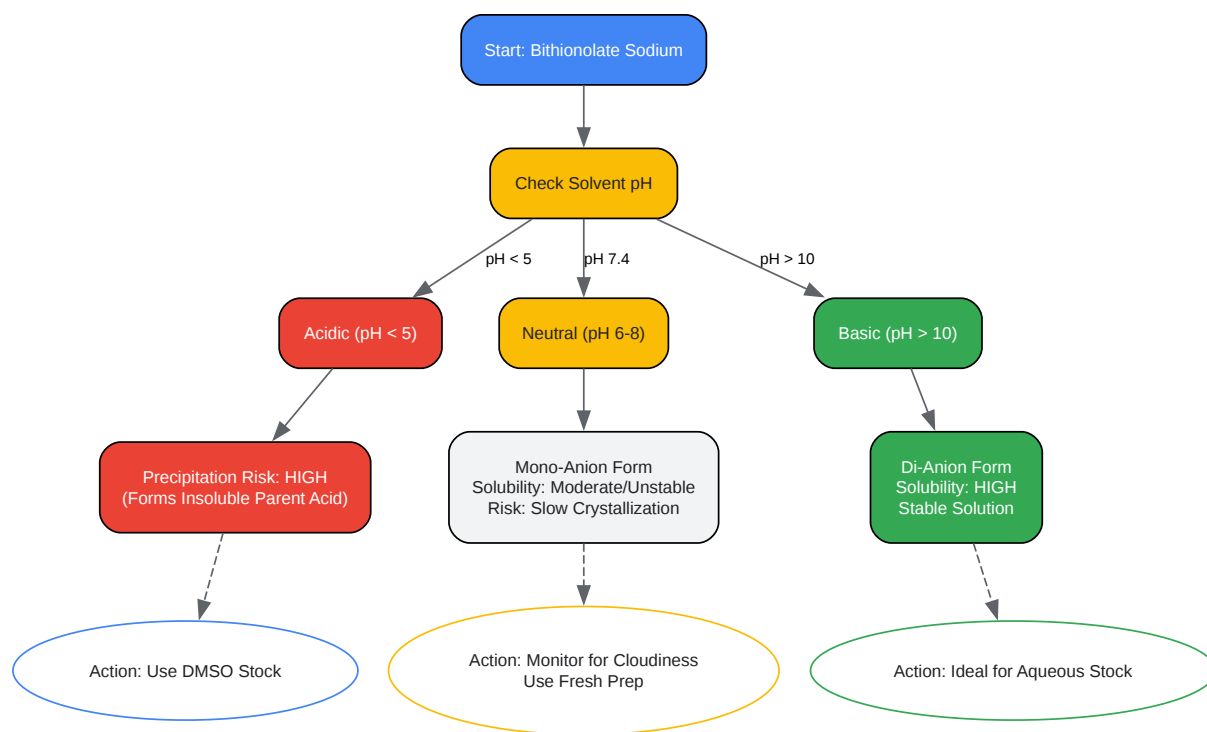 Start: Bithionolate Sodium
Check Solvent pH
pH < 5
pH 7.4
pH > 10
Acidic (pH < 5)
Neutral (pH 6-8)
Basic (pH > 10)
Precipitation Risk: HIGH
(Forms Insoluble Parent Acid)
Mono-Anion Form
Solubility: Moderate/Unstable
Risk: Slow Crystallization
Di-Anion Form
Solubility: HIGH
Stable Solution
Action: Use DMSO Stock
Action: Monitor for Cloudiness
Use Fresh Prep
Action: Ideal for Aqueous Stock